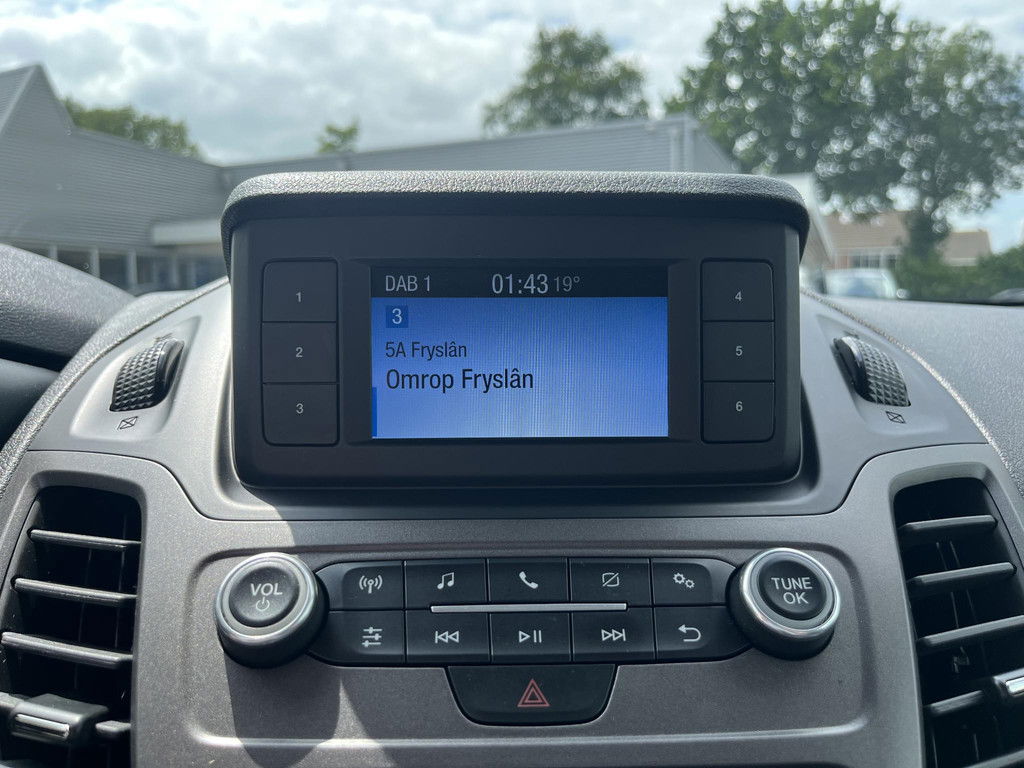 DAB 1 01:43 19°
3
5A Fryslân
Omrop Fryslân
1
2
3
4
5
6
VOL
TUNE
OK